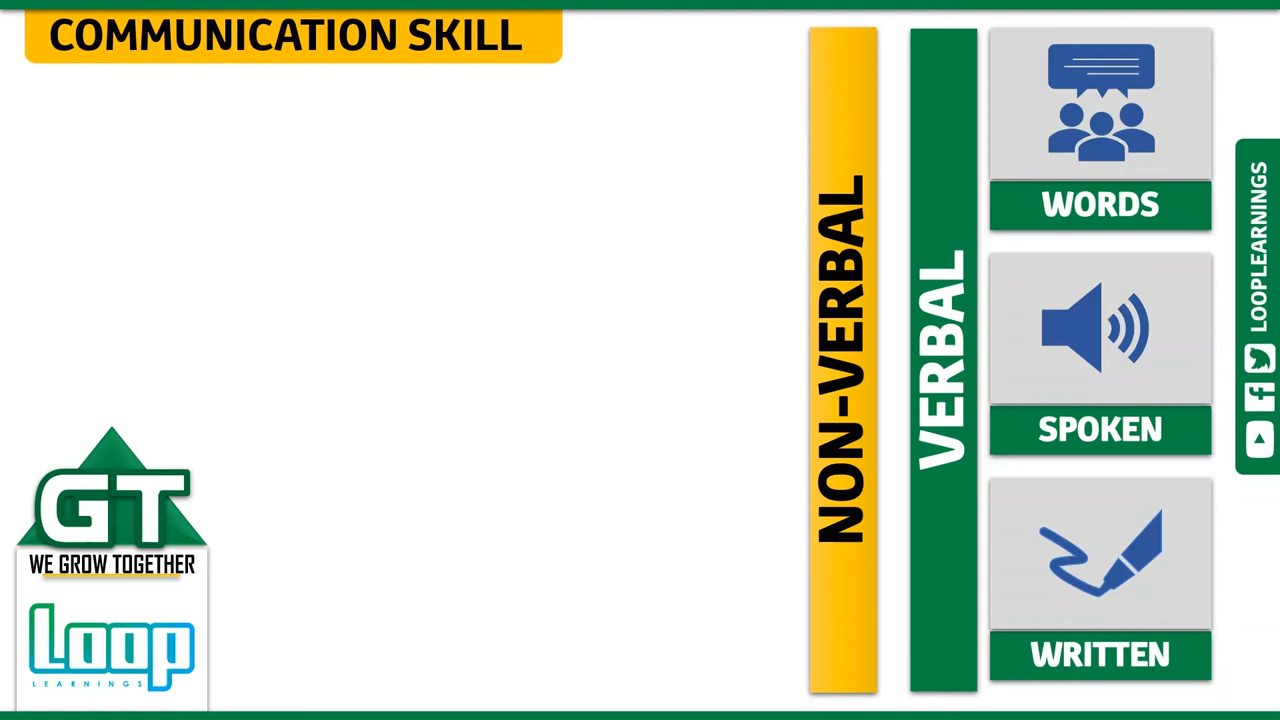 COMMUNICATION SKILL
NON-VERBAL
VERBAL
WORDS
SPOKEN
WRITTEN
LOOPLEARNINGS
GT
WE GROW TOGETHER
Loop
LEARNINGS